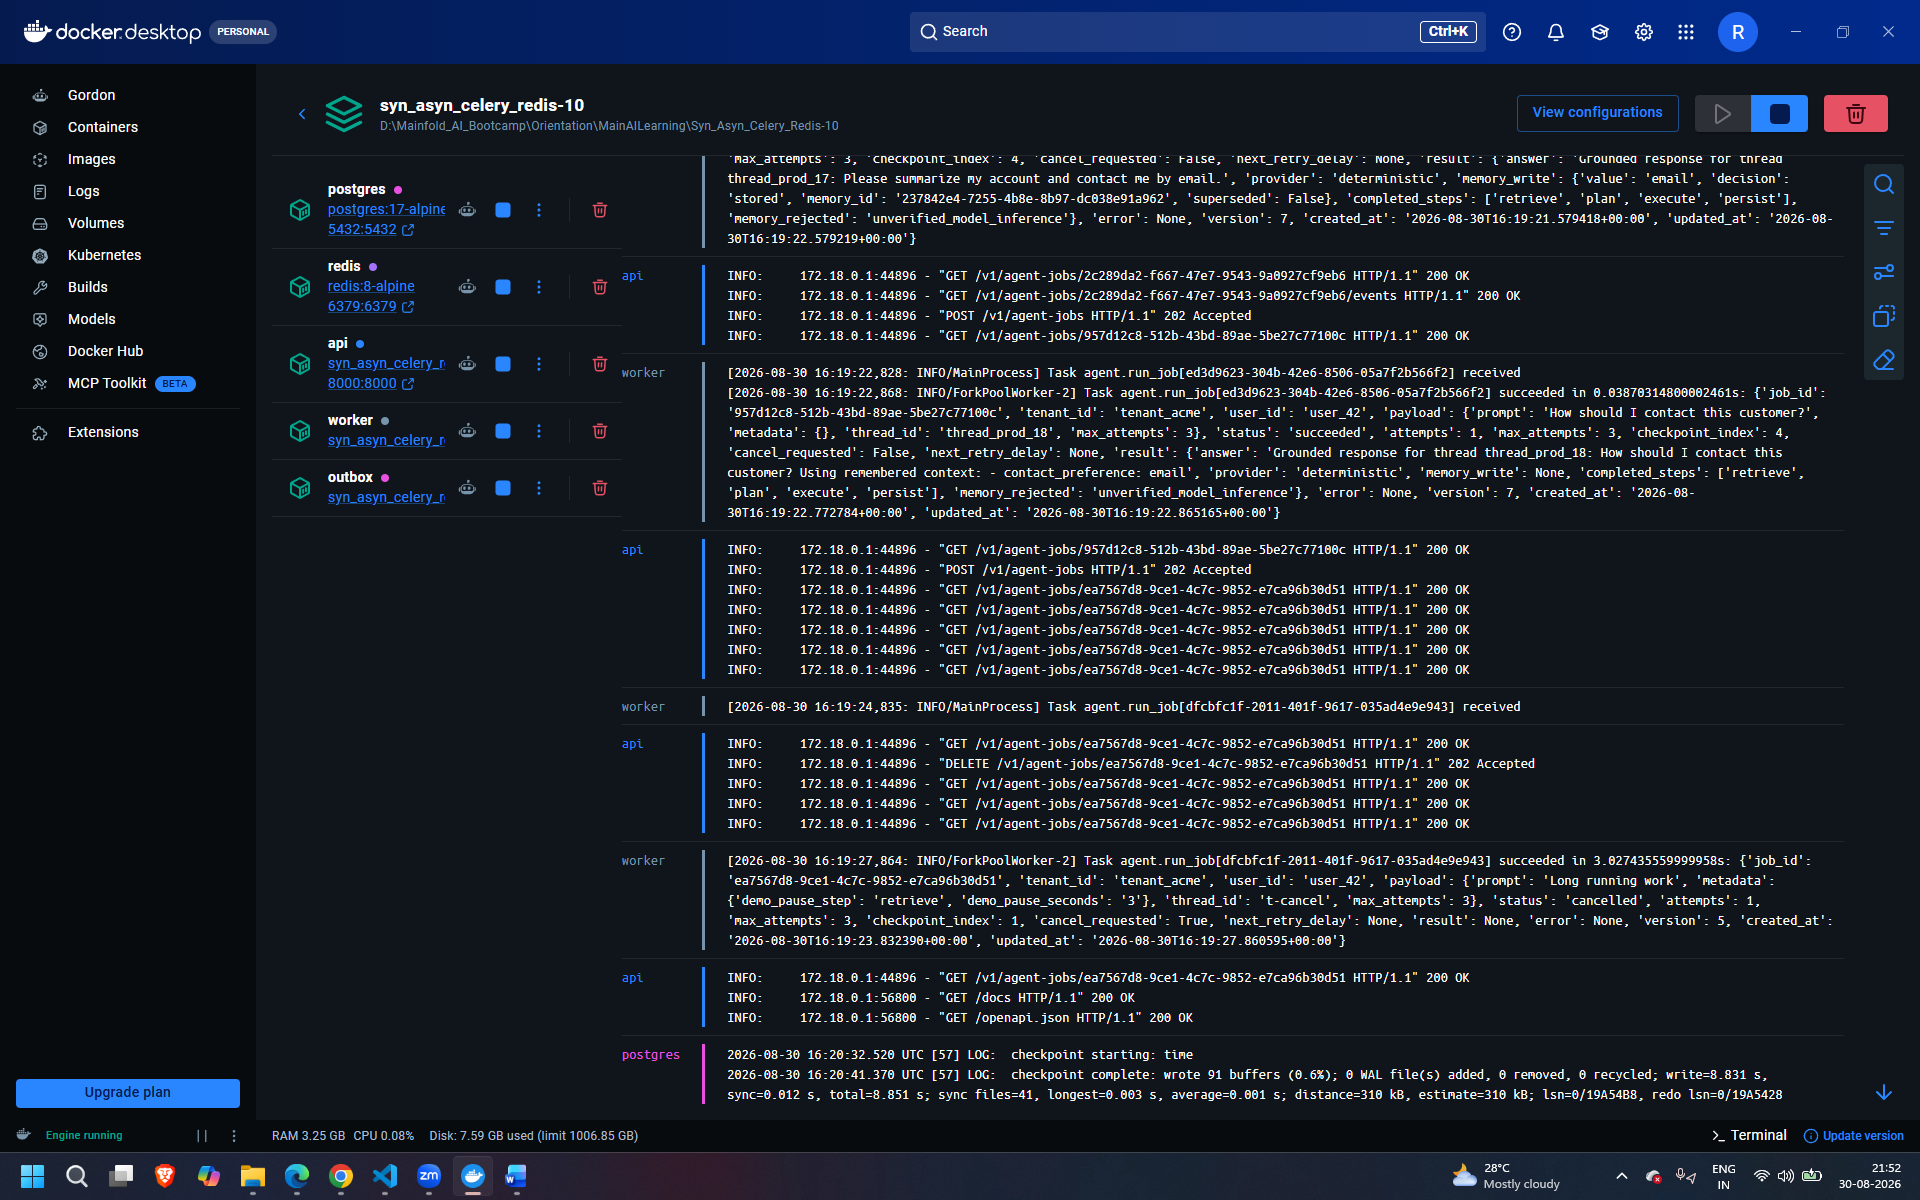 docker.desktop PERSONAL
Search Ctrl+K
R
Gordon
Containers
Images
Logs
Volumes
Kubernetes
Builds
Models
Docker Hub
MCP Toolkit BETA
Extensions
Upgrade plan
syn_asyn_celery_redis-10
D:\Mainfold_AI_Bootcamp\Orientation\MainAILearning\Syn_Asyn_Celery_Redis-10
View configurations
postgres
postgres:17-alpine
5432:5432
redis
redis:8-alpine
6379:6379
api
syn_asyn_celery_r
8000:8000
worker
syn_asyn_celery_r
outbox
syn_asyn_celery_r
'max_attempts': 3, 'checkpoint_index': 4, 'cancel_requested': False, 'next_retry_delay': None, 'result': {'answer': 'Grounded response for thread
thread_prod_17: Please summarize my account and contact me by email.', 'provider': 'deterministic', 'memory_write': {'value': 'email', 'decision':
'stored', 'memory_id': '237842e4-7255-4b8e-8b97-dc038e91a962', 'superseded': False}, 'completed_steps': ['retrieve', 'plan', 'execute', 'persist'],
'memory_rejected': 'unverified_model_inference'}, 'error': None, 'version': 7, 'created_at': '2026-08-30T16:19:21.579418+00:00', 'updated_at': '2026-08-
30T16:19:22.579219+00:00'}
api
INFO: 172.18.0.1:44896 - "GET /v1/agent-jobs/2c289da2-f667-47e7-9543-9a0927cf9eb6 HTTP/1.1" 200 OK
INFO: 172.18.0.1:44896 - "GET /v1/agent-jobs/2c289da2-f667-47e7-9543-9a0927cf9eb6/events HTTP/1.1" 200 OK
INFO: 172.18.0.1:44896 - "POST /v1/agent-jobs HTTP/1.1" 202 Accepted
INFO: 172.18.0.1:44896 - "GET /v1/agent-jobs/957d12c8-512b-43bd-89ae-5be27c77100c HTTP/1.1" 200 OK
worker
[2026-08-30 16:19:22,828: INFO/MainProcess] Task agent.run_job[ed3d9623-304b-42e6-8506-05a7f2b566f2] received
[2026-08-30 16:19:22,868: INFO/ForkPoolWorker-2] Task agent.run_job[ed3d9623-304b-42e6-8506-05a7f2b566f2] succeeded in 0.03870314800002461s: {'job_id':
'957d12c8-512b-43bd-89ae-5be27c77100c', 'tenant_id': 'tenant_acme', 'user_id': 'user_42', 'payload': {'prompt': 'How should I contact this customer?',
'metadata': {}, 'thread_id': 'thread_prod_18', 'max_attempts': 3}, 'status': 'succeeded', 'attempts': 1, 'max_attempts': 3, 'checkpoint_index': 4,
'cancel_requested': False, 'next_retry_delay': None, 'result': {'answer': 'Grounded response for thread thread_prod_18: How should I contact this
customer? Using remembered context: - contact_preference: email', 'provider': 'deterministic', 'memory_write': None, 'completed_steps': ['retrieve',
'plan', 'execute', 'persist'], 'memory_rejected': 'unverified_model_inference'}, 'error': None, 'version': 7, 'created_at': '2026-08-
30T16:19:22.772784+00:00', 'updated_at': '2026-08-30T16:19:22.865165+00:00'}
api
INFO: 172.18.0.1:44896 - "GET /v1/agent-jobs/957d12c8-512b-43bd-89ae-5be27c77100c HTTP/1.1" 200 OK
INFO: 172.18.0.1:44896 - "POST /v1/agent-jobs HTTP/1.1" 202 Accepted
INFO: 172.18.0.1:44896 - "GET /v1/agent-jobs/ea7567d8-9ce1-4c7c-9852-e7ca96b30d51 HTTP/1.1" 200 OK
INFO: 172.18.0.1:44896 - "GET /v1/agent-jobs/ea7567d8-9ce1-4c7c-9852-e7ca96b30d51 HTTP/1.1" 200 OK
INFO: 172.18.0.1:44896 - "GET /v1/agent-jobs/ea7567d8-9ce1-4c7c-9852-e7ca96b30d51 HTTP/1.1" 200 OK
INFO: 172.18.0.1:44896 - "GET /v1/agent-jobs/ea7567d8-9ce1-4c7c-9852-e7ca96b30d51 HTTP/1.1" 200 OK
INFO: 172.18.0.1:44896 - "GET /v1/agent-jobs/ea7567d8-9ce1-4c7c-9852-e7ca96b30d51 HTTP/1.1" 200 OK
worker
[2026-08-30 16:19:24,835: INFO/MainProcess] Task agent.run_job[dfcbfc1f-2011-401f-9617-035ad4e9e943] received
api
INFO: 172.18.0.1:44896 - "GET /v1/agent-jobs/ea7567d8-9ce1-4c7c-9852-e7ca96b30d51 HTTP/1.1" 200 OK
INFO: 172.18.0.1:44896 - "DELETE /v1/agent-jobs/ea7567d8-9ce1-4c7c-9852-e7ca96b30d51 HTTP/1.1" 202 Accepted
INFO: 172.18.0.1:44896 - "GET /v1/agent-jobs/ea7567d8-9ce1-4c7c-9852-e7ca96b30d51 HTTP/1.1" 200 OK
INFO: 172.18.0.1:44896 - "GET /v1/agent-jobs/ea7567d8-9ce1-4c7c-9852-e7ca96b30d51 HTTP/1.1" 200 OK
INFO: 172.18.0.1:44896 - "GET /v1/agent-jobs/ea7567d8-9ce1-4c7c-9852-e7ca96b30d51 HTTP/1.1" 200 OK
worker
[2026-08-30 16:19:27,864: INFO/ForkPoolWorker-2] Task agent.run_job[dfcbfc1f-2011-401f-9617-035ad4e9e943] succeeded in 3.027435559999958s: {'job_id':
'ea7567d8-9ce1-4c7c-9852-e7ca96b30d51', 'tenant_id': 'tenant_acme', 'user_id': 'user_42', 'payload': {'prompt': 'Long running work', 'metadata':
{'demo_pause_step': 'retrieve', 'demo_pause_seconds': '3'}, 'thread_id': 't-cancel', 'max_attempts': 3}, 'status': 'cancelled', 'attempts': 1,
'max_attempts': 3, 'checkpoint_index': 1, 'cancel_requested': True, 'next_retry_delay': None, 'result': None, 'error': None, 'version': 5, 'created_at':
'2026-08-30T16:19:23.832390+00:00', 'updated_at': '2026-08-30T16:19:27.860595+00:00'}
api
INFO: 172.18.0.1:44896 - "GET /v1/agent-jobs/ea7567d8-9ce1-4c7c-9852-e7ca96b30d51 HTTP/1.1" 200 OK
INFO: 172.18.0.1:56800 - "GET /docs HTTP/1.1" 200 OK
INFO: 172.18.0.1:56800 - "GET /openapi.json HTTP/1.1" 200 OK
postgres
2026-08-30 16:20:32.520 UTC [57] LOG: checkpoint starting: time
2026-08-30 16:20:41.370 UTC [57] LOG: checkpoint complete: wrote 91 buffers (0.6%); 0 WAL file(s) added, 0 removed, 0 recycled; write=8.831 s,
sync=0.012 s, total=8.851 s; sync files=41, longest=0.003 s, average=0.001 s; distance=310 kB, estimate=310 kB; lsn=0/19A54B8, redo lsn=0/19A5428
Engine running
RAM 3.25 GB CPU 0.08% Disk: 7.59 GB used (limit 1006.85 GB)
Terminal
Update version
zm
28°C
Mostly cloudy
ENG
IN
21:52
30-08-2026